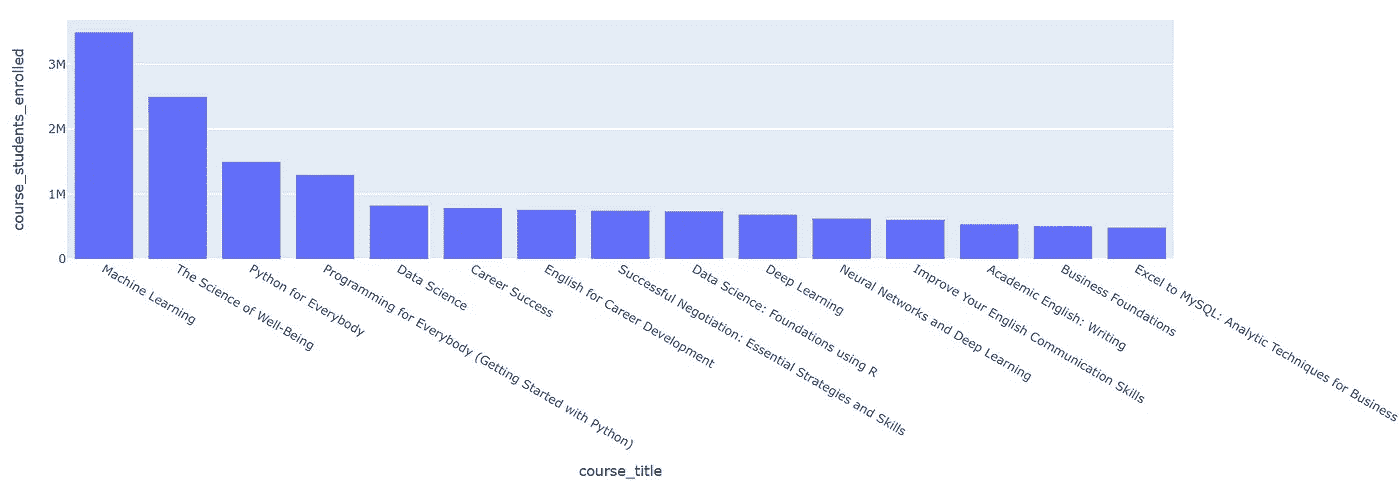 course_students_enrolled
3M
2M
1M
0
Machine Learning
The Science of Well-Being
Python for Everybody
Programming for Everybody (Getting Started with Python)
Data Science
Career Success
English for Career Development
Successful Negotiation: Essential Strategies and Skills
Data Science: Foundations using R
Deep Learning
Neural Networks and Deep Learning
Improve Your English Communication Skills
Academic English: Writing
Business Foundations
Excel to MySQL: Analytic Techniques for Business
course_title